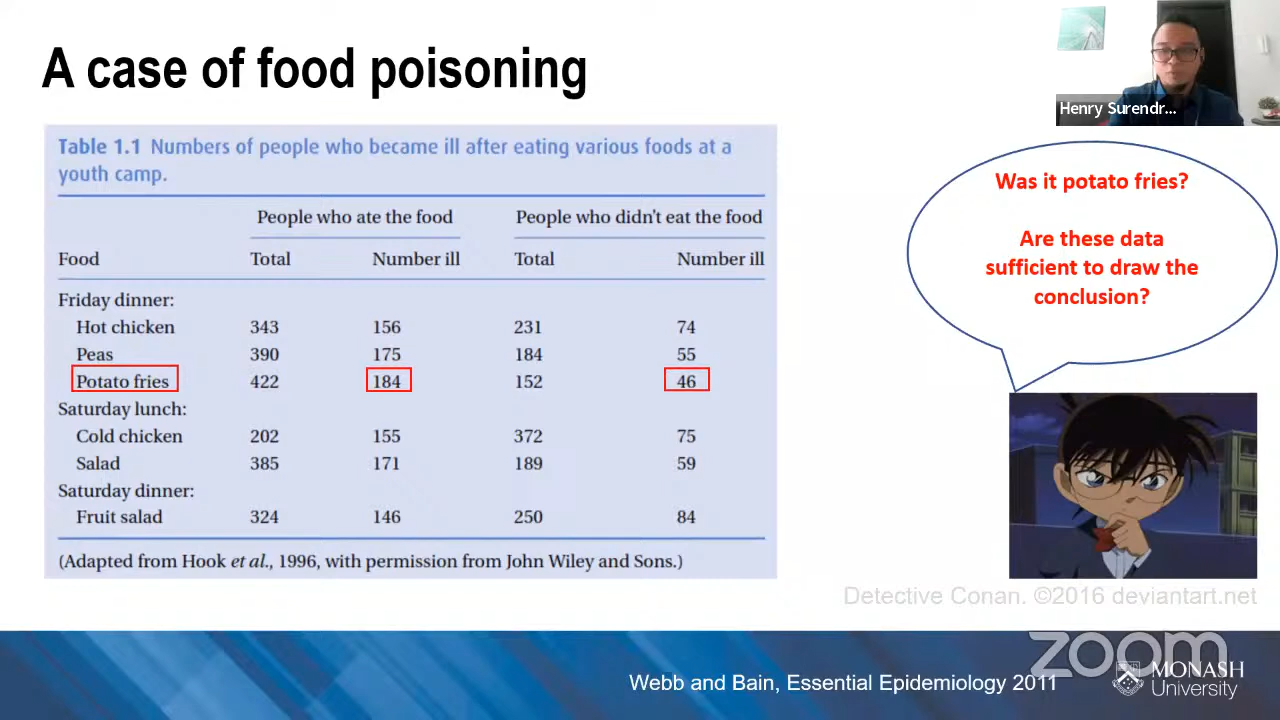 A case of food poisoning
Henry Surendr...
Table 1.1 Numbers of people who became ill after eating various foods at a
youth camp.
People who ate the food People who didn't eat the food
Food Total Number ill Total Number ill
Friday dinner:
Hot chicken 343 156 231 74
Peas 390 175 184 55
Potato fries 422 184 152 46
Saturday lunch:
Cold chicken 202 155 372 75
Salad 385 171 189 59
Saturday dinner:
Fruit salad 324 146 250 84
(Adapted from Hook et al., 1996, with permission from John Wiley and Sons.)
Was it potato fries?
Are these data
sufficient to draw the
conclusion?
Detective Conan. ©2016 deviantart.net
zoom
Webb and Bain, Essential Epidemiology 2011
MONASH
University